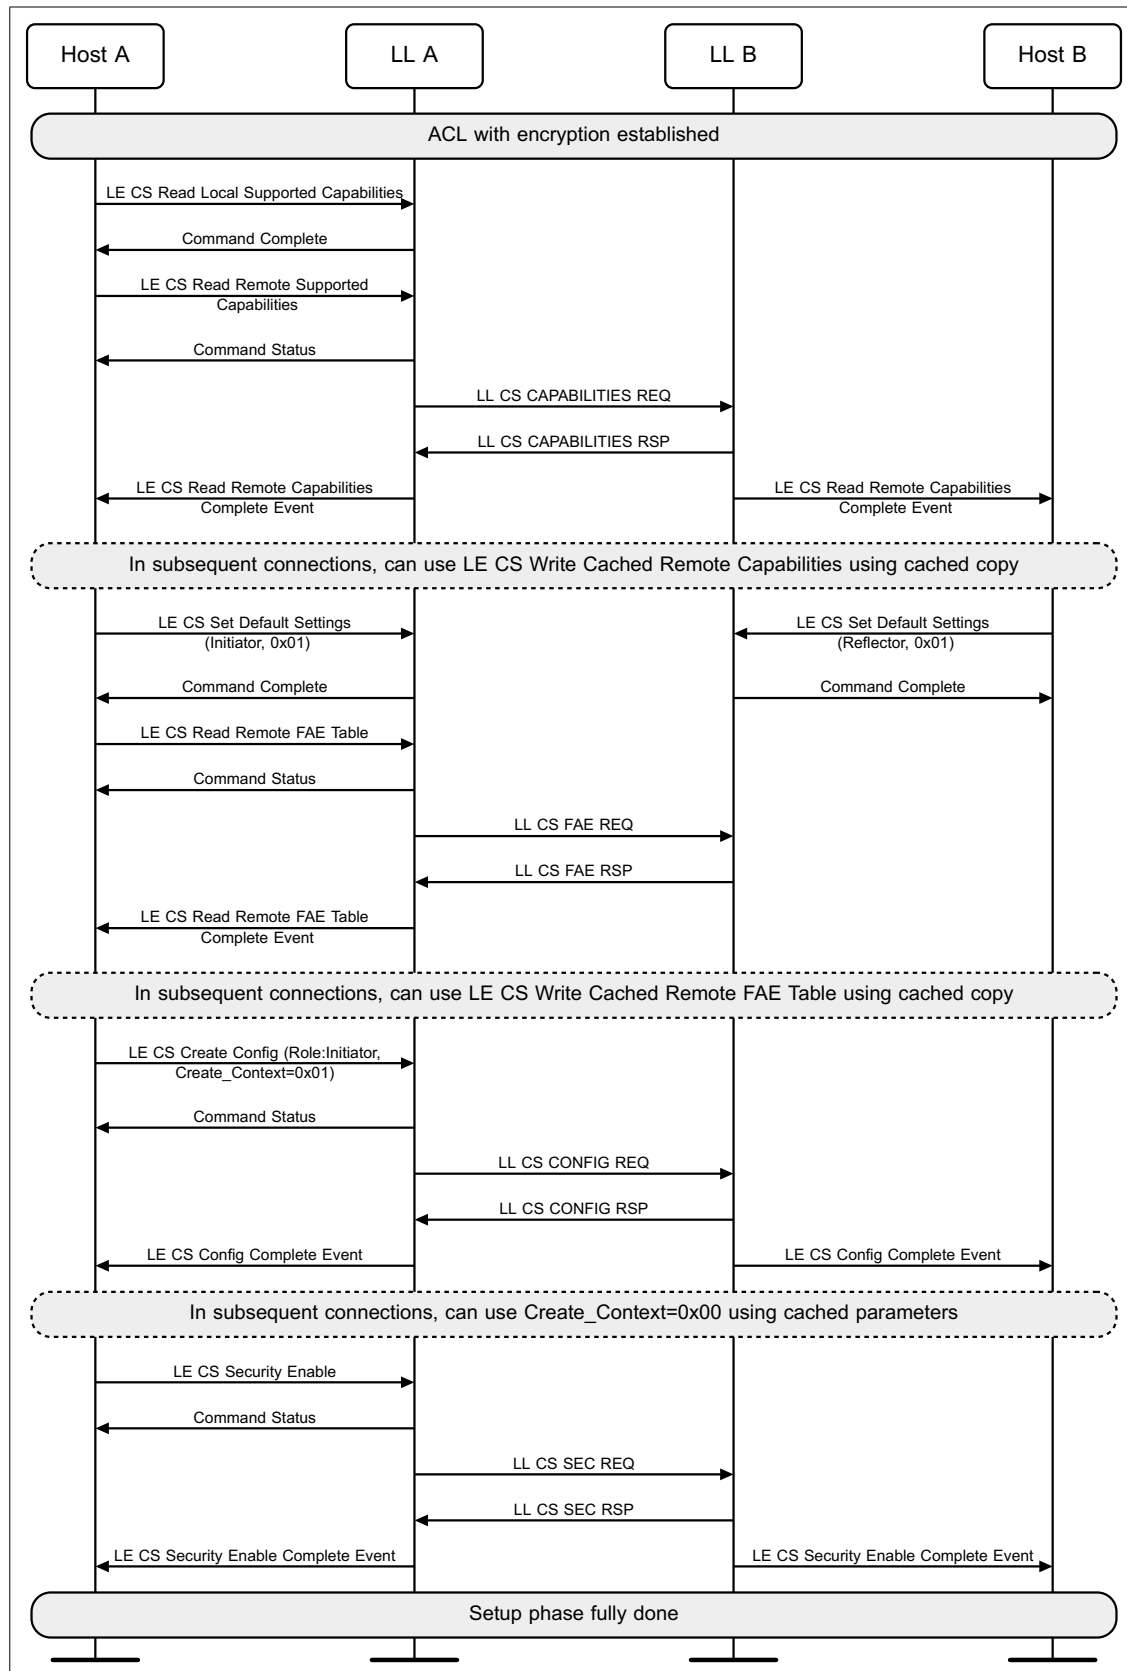 Host A
LL A
LL B
Host B
ACL with encryption established
LE CS Read Local Supported Capabilities
Command Complete
LE CS Read Remote Supported
Capabilities
Command Status
LL CS CAPABILITIES REQ
LL CS CAPABILITIES RSP
LE CS Read Remote Capabilities
Complete Event
LE CS Read Remote Capabilities
Complete Event
In subsequent connections, can use LE CS Write Cached Remote Capabilities using cached copy
LE CS Set Default Settings
(Initiator, 0x01)
LE CS Set Default Settings
(Reflector, 0x01)
Command Complete
Command Complete
LE CS Read Remote FAE Table
Command Status
LL CS FAE REQ
LL CS FAE RSP
LE CS Read Remote FAE Table
Complete Event
In subsequent connections, can use LE CS Write Cached Remote FAE Table using cached copy
LE CS Create Config (Role:Initiator,
Create_Context=0x01)
Command Status
LL CS CONFIG REQ
LL CS CONFIG RSP
LE CS Config Complete Event
LE CS Config Complete Event
In subsequent connections, can use Create_Context=0x00 using cached parameters
LE CS Security Enable
Command Status
LL CS SEC REQ
LL CS SEC RSP
LE CS Security Enable Complete Event
LE CS Security Enable Complete Event
Setup phase fully done